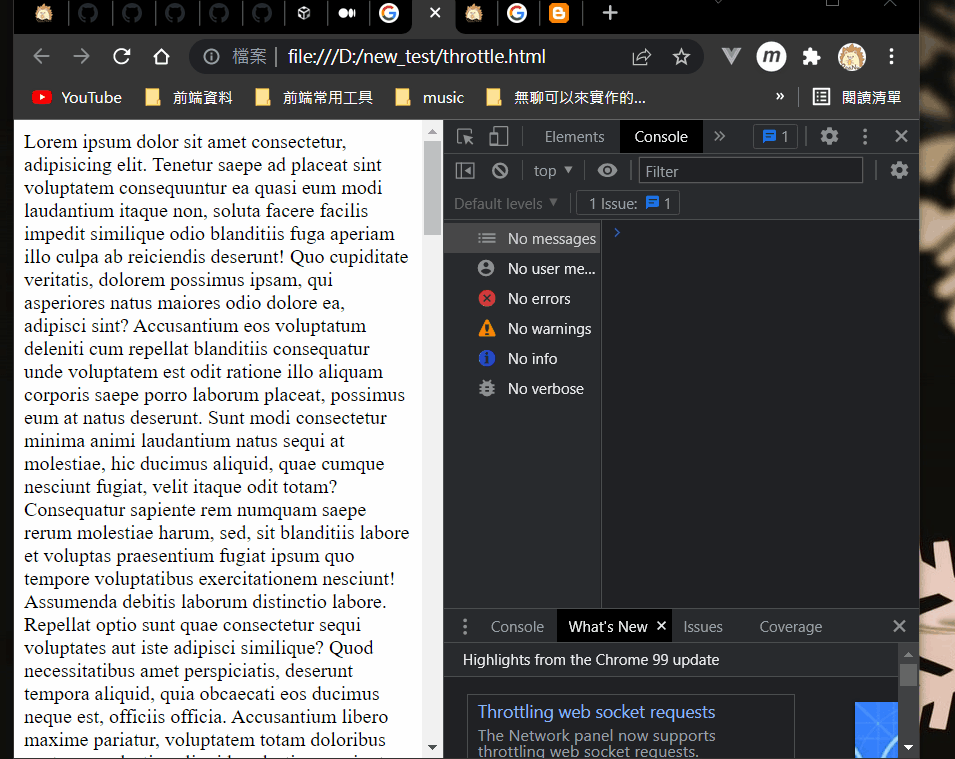 檔案 file:///D:/new_test/throttle.html
m
YouTube 前端資料 前端常用工具 music 無聊可以來實作的... » 閱讀清單
Lorem ipsum dolor sit amet consectetur,
adipisicing elit. Tenetur saepe ad placeat sint
voluptatem consequuntur ea quasi eum modi
laudantium itaque non, soluta facere facilis
impedit similique odio blanditiis fuga aperiam
illo culpa ab reiciendis deserunt! Quo cupiditate
veritatis, dolorem possimus ipsam, qui
asperiores natus maiores odio dolore ea,
adipisci sint? Accusantium eos voluptatum
deleniti cum repellat blanditiis consequatur
unde voluptatem est odit ratione illo aliquam
corporis saepe porro laborum placeat, possimus
eum at natus deserunt. Sunt modi consectetur
minima animi laudantium natus sequi at
molestiae, hic ducimus aliquid, quae cumque
nesciunt fugiat, velit itaque odit totam?
Consequatur sapiente rem numquam saepe
rerum molestiae harum, sed, sit blanditiis labore
et voluptas praesentium fugiat ipsum quo
tempore voluptatibus exercitationem nesciunt!
Assumenda debitis laborum distinctio labore.
Repellat optio sunt quae consectetur sequi
voluptates aut iste adipisci similique? Quod
necessitatibus amet perspiciatis, deserunt
tempora aliquid, quia obcaecati eos ducimus
neque est, officiis officia. Accusantium libero
maxime pariatur, voluptatem totam doloribus
Elements Console » 1
top Filter
Default levels 1 Issue: 1
No messages
No user me...
No errors
No warnings
No info
No verbose
Console What's New Issues Coverage
Highlights from the Chrome 99 update
Throttling web socket requests
The Network panel now supports
throttling web socket requests.